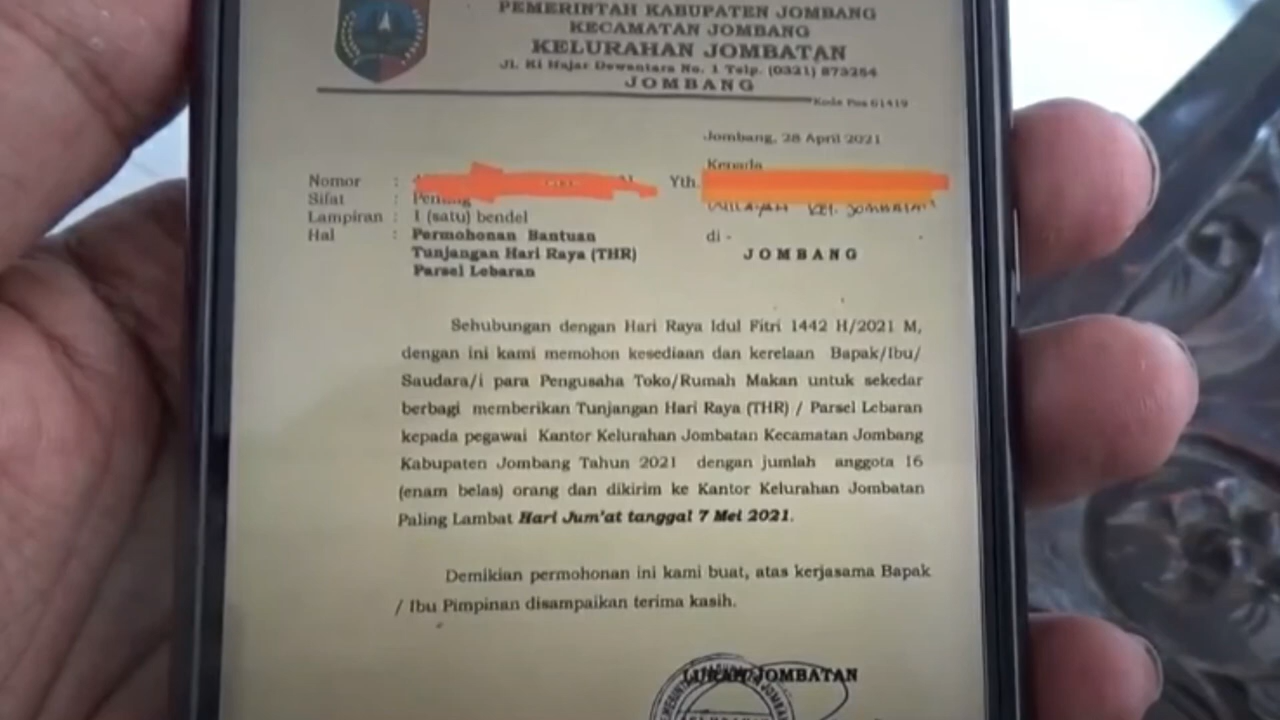 PEMERINTAH KABUPATEN JOMBANG
KECAMATAN JOMBANG
KELURAHAN JOMBATAN
Jl. Ki Hajar Dewantara No. 1 Telp. (0321) 873254
JOMBANG
Kode Pos 61419
Jombang, 28 April 2021
Kepada
Nomor :
Yth.
Sifat : Penting
Lampiran : 1 (satu) bendel
WILAYAH KEL. JOMBATAN
Hal : Permohonan Bantuan
di -
Tunjangan Hari Raya (THR)
JOMBANG
Parsel Lebaran
Sehubungan dengan Hari Raya Idul Fitri 1442 H/2021 M,
dengan ini kami memohon kesediaan dan kerelaan Bapak/Ibu/
Saudara/i para Pengusaha Toko/Rumah Makan untuk sekedar
berbagi memberikan Tunjangan Hari Raya (THR) / Parsel Lebaran
kepada pegawai Kantor Kelurahan Jombatan Kecamatan Jombang
Kabupaten Jombang Tahun 2021 dengan jumlah anggota 16
(enam belas) orang dan dikirim ke Kantor Kelurahan Jombatan
Paling Lambat Hari Jum'at tanggal 7 Mei 2021.
Demikian permohonan ini kami buat, atas kerjasama Bapak
/ Ibu Pimpinan disampaikan terima kasih.
LURAH JOMBATAN